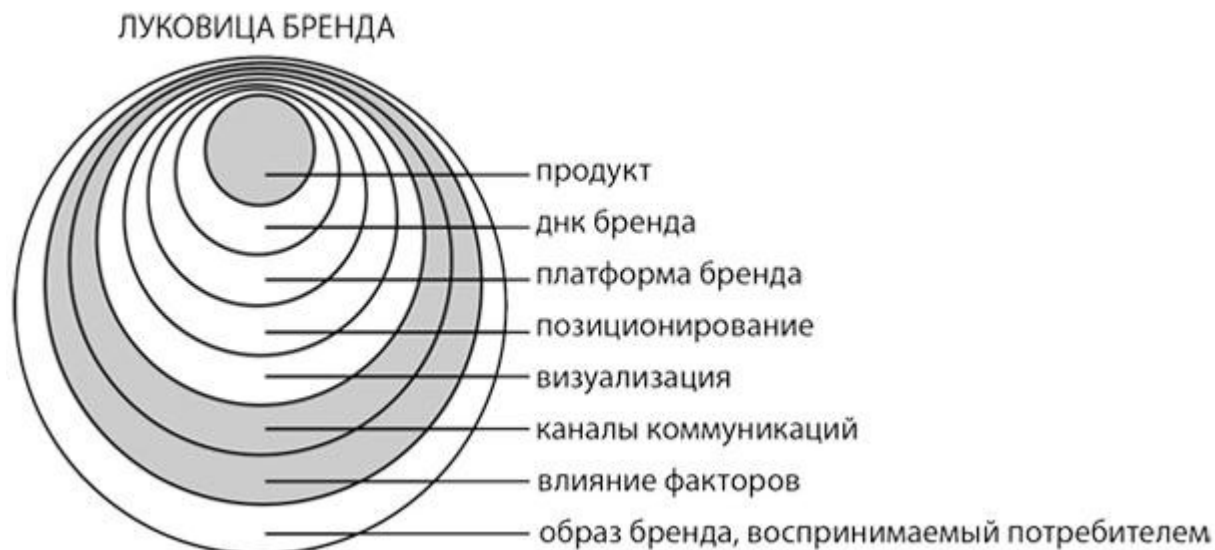 ЛУКОВИЦА БРЕНДА
продукт
днк бренда
платформа бренда
позиционирование
визуализация
каналы коммуникаций
влияние факторов
образ бренда, воспринимаемый потребителем